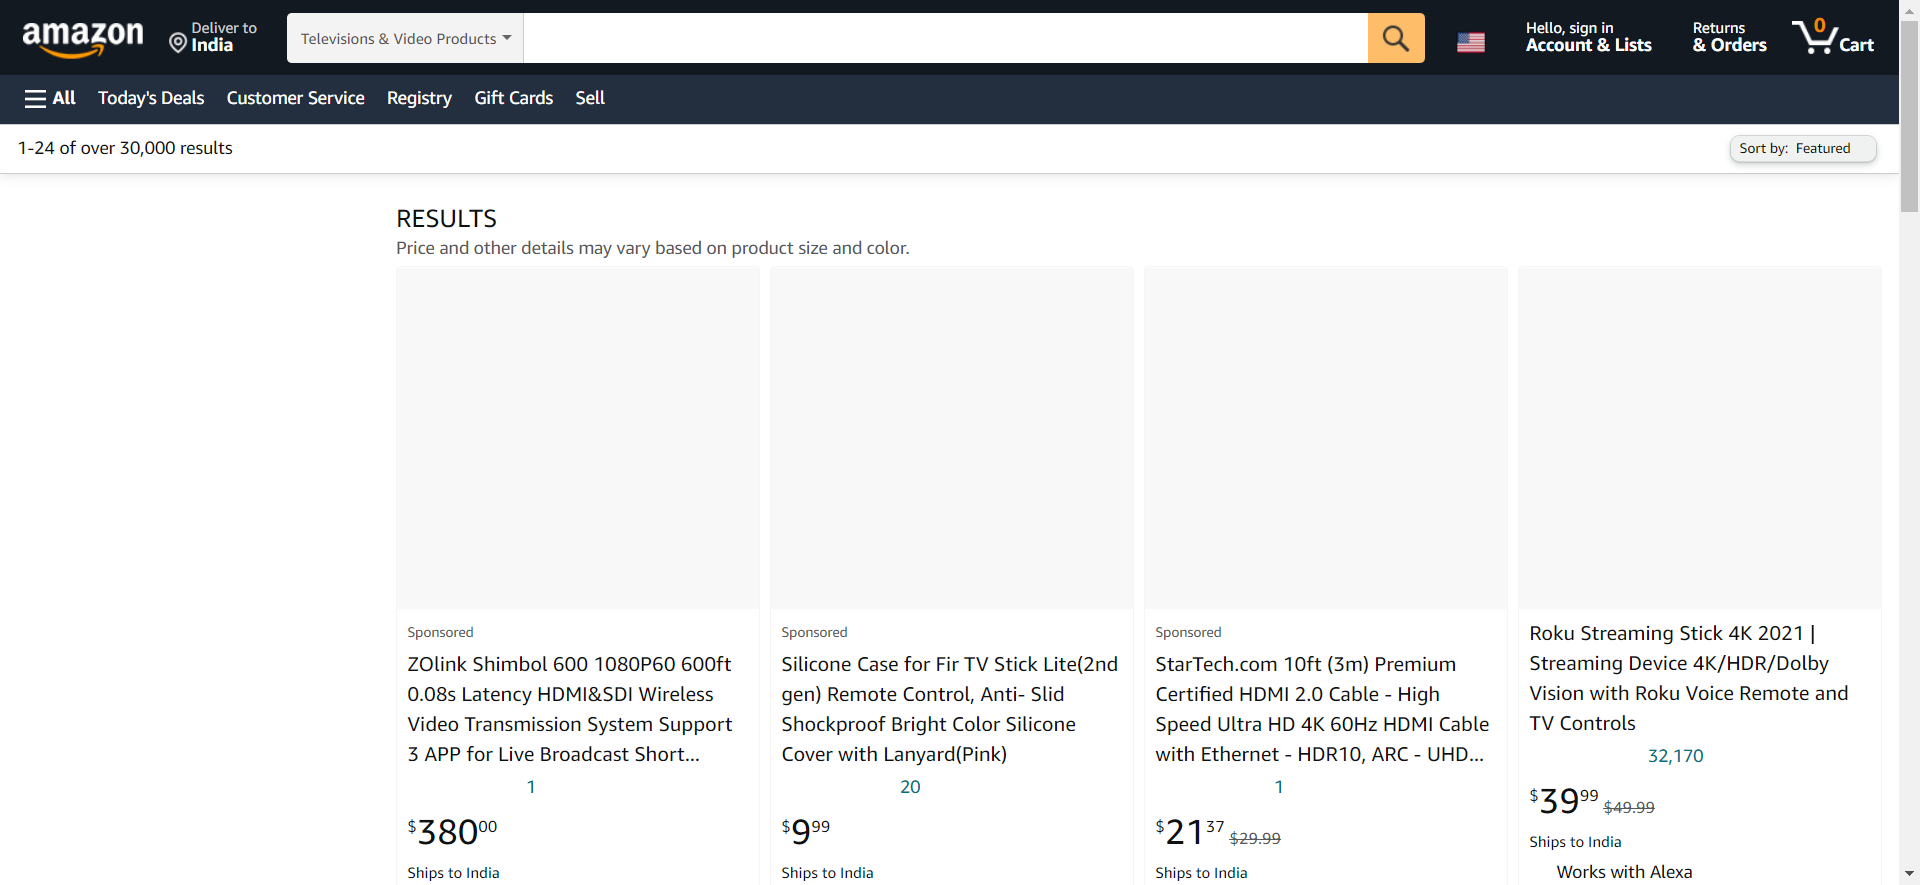 amazon
Deliver to
India
Televisions & Video Products
Hello, sign in
Account & Lists
Returns
& Orders
0
Cart
All
Today's Deals
Customer Service
Registry
Gift Cards
Sell
1-24 of over 30,000 results
Sort by: Featured
RESULTS
Price and other details may vary based on product size and color.
Sponsored
ZOlink Shimbol 600 1080P60 600ft
0.08s Latency HDMI&SDI Wireless
Video Transmission System Support
3 APP for Live Broadcast Short...
1
$38000
Ships to India
Sponsored
Silicone Case for Fir TV Stick Lite(2nd
gen) Remote Control, Anti- Slid
Shockproof Bright Color Silicone
Cover with Lanyard(Pink)
20
$999
Ships to India
Sponsored
StarTech.com 10ft (3m) Premium
Certified HDMI 2.0 Cable - High
Speed Ultra HD 4K 60Hz HDMI Cable
with Ethernet - HDR10, ARC - UHD...
1
$2137 $29.99
Ships to India
Roku Streaming Stick 4K 2021 |
Streaming Device 4K/HDR/Dolby
Vision with Roku Voice Remote and
TV Controls
32,170
$3999 $49.99
Ships to India
Works with Alexa